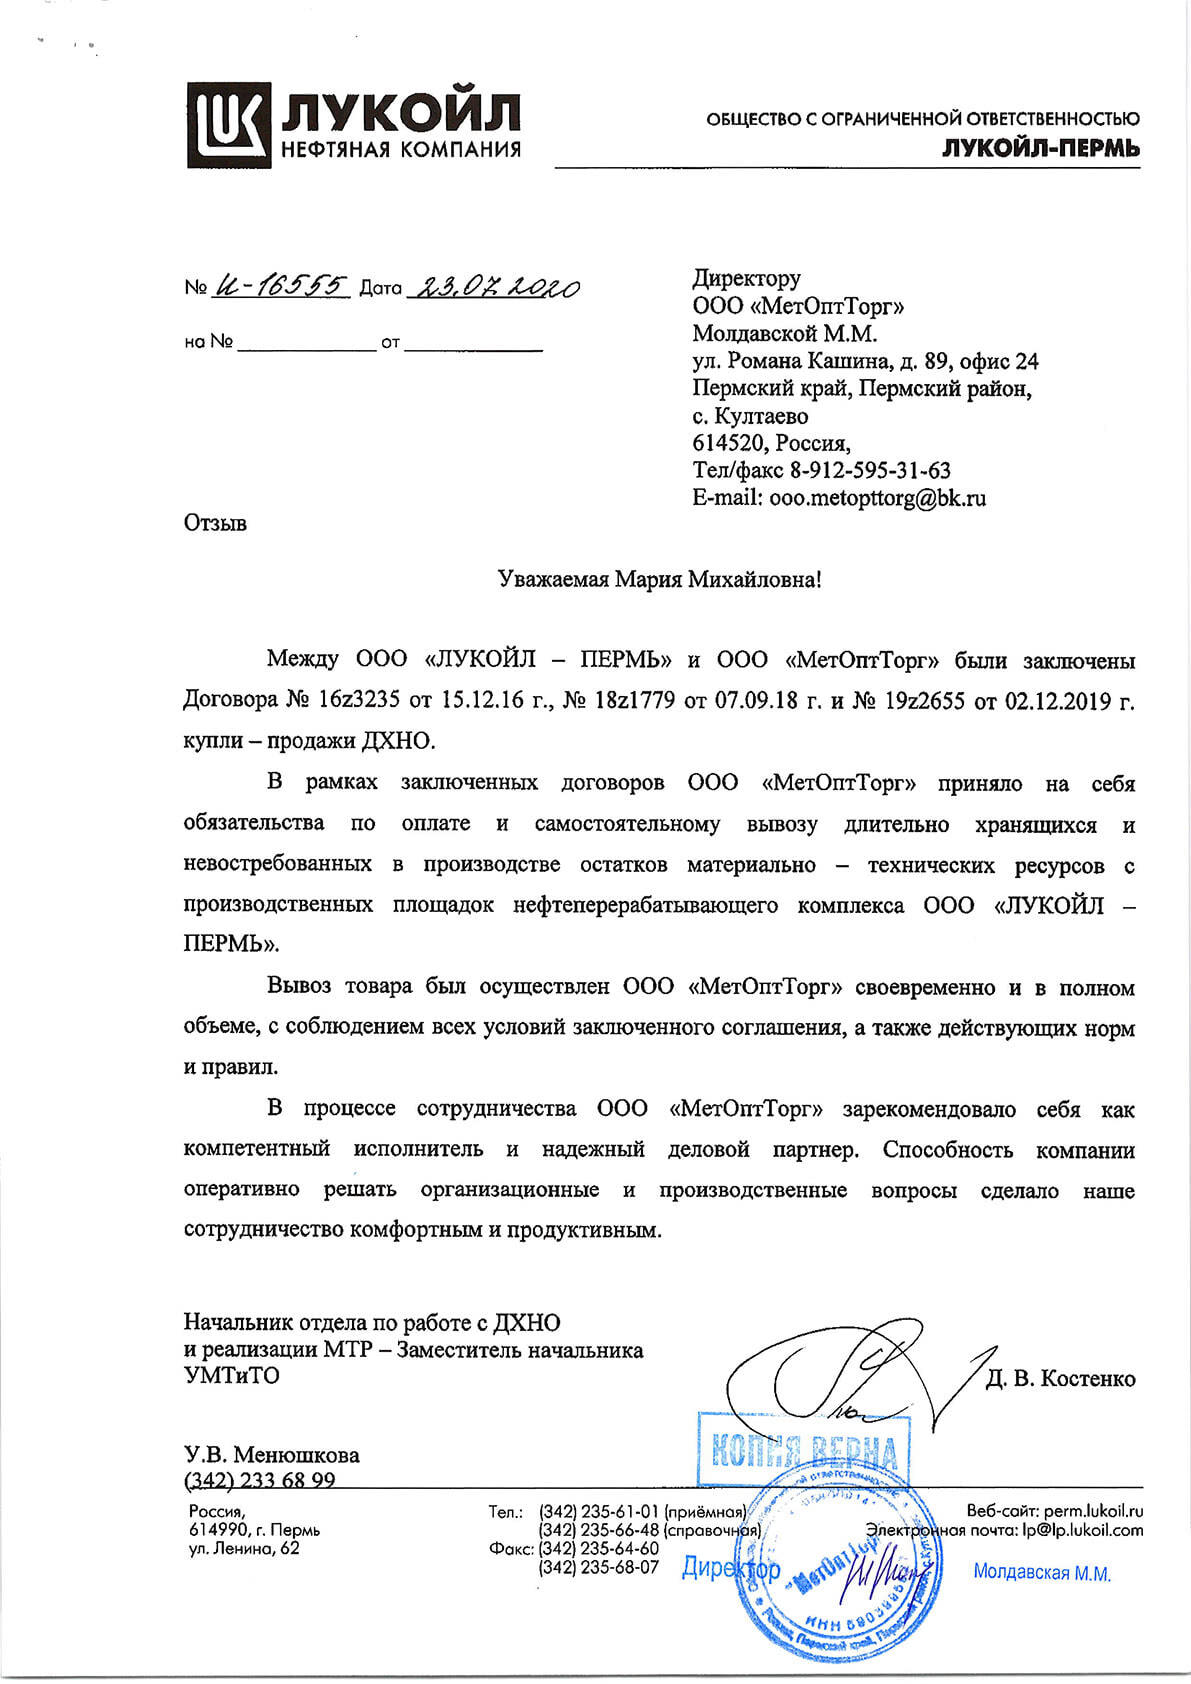 ЛУКОЙЛ
НЕФТЯНАЯ КОМПАНИЯ
ОБЩЕСТВО С ОГРАНИЧЕННОЙ ОТВЕТСТВЕННОСТЬЮ
ЛУКОЙЛ-ПЕРМЬ
№ И-16555 Дата 23.07.2020
на № ____________ от ____________
Директору
ООО «МетОптТорг»
Молдавской М.М.
ул. Романа Кашина, д. 89, офис 24
Пермский край, Пермский район,
с. Култаево
614520, Россия,
Тел/факс 8-912-595-31-63
E-mail: ooo.metopttorg@bk.ru
Отзыв
Уважаемая Мария Михайловна!
Между ООО «ЛУКОЙЛ – ПЕРМЬ» и ООО «МетОптТорг» были заключены
Договора № 16z3235 от 15.12.16 г., № 18z1779 от 07.09.18 г. и № 19z2655 от 02.12.2019 г.
купли – продажи ДХНО.
В рамках заключенных договоров ООО «МетОптТорг» приняло на себя
обязательства по оплате и самостоятельному вывозу длительно хранящихся и
невостребованных в производстве остатков материально – технических ресурсов с
производственных площадок нефтеперерабатывающего комплекса ООО «ЛУКОЙЛ –
ПЕРМЬ».
Вывоз товара был осуществлен ООО «МетОптТорг» своевременно и в полном
объеме, с соблюдением всех условий заключенного соглашения, а также действующих норм
и правил.
В процессе сотрудничества ООО «МетОптТорг» зарекомендовало себя как
компетентный исполнитель и надежный деловой партнер. Способность компании
оперативно решать организационные и производственные вопросы сделало наше
сотрудничество комфортным и продуктивным.
Начальник отдела по работе с ДХНО
и реализации МТР – Заместитель начальника
УМТиТО
Д. В. Костенко
КОПИЯ ВЕРНА
У.В. Менюшкова
(342) 233 68 99
Россия,
614990, г. Пермь
ул. Ленина, 62
Тел.: (342) 235-61-01 (приёмная)
(342) 235-66-48 (справочная)
Факс: (342) 235-64-60
(342) 235-68-07
Веб-сайт: perm.lukoil.ru
Электронная почта: lp@lp.lukoil.com
Директор
"МетОптТорг"
ИНН
Молдавская М.М.